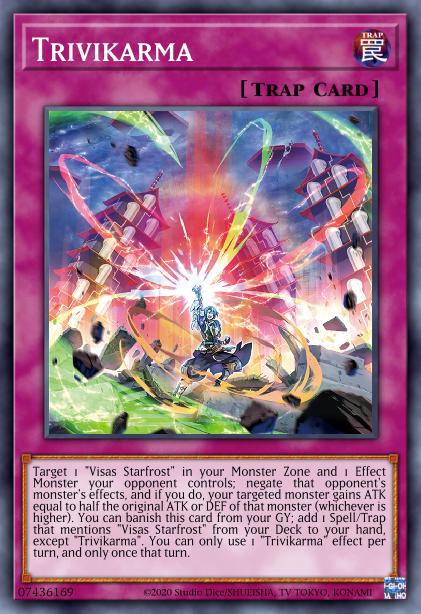 Trivikarma
TRAP
罠
[Trap Card]
Target 1 "Visas Starfrost" in your Monster Zone and 1 Effect
Monster your opponent controls; negate that opponent's
monster's effects, and if you do, your targeted monster gains ATK
equal to half the original ATK or DEF of that monster (whichever is
higher). You can banish this card from your GY; add 1 Spell/Trap
that mentions "Visas Starfrost" from your Deck to your hand,
except "Trivikarma". You can only use 1 "Trivikarma" effect per
turn, and only once that turn.
07436169
©2020 Studio Dice/SHUEISHA, TV TOKYO, KONAMI